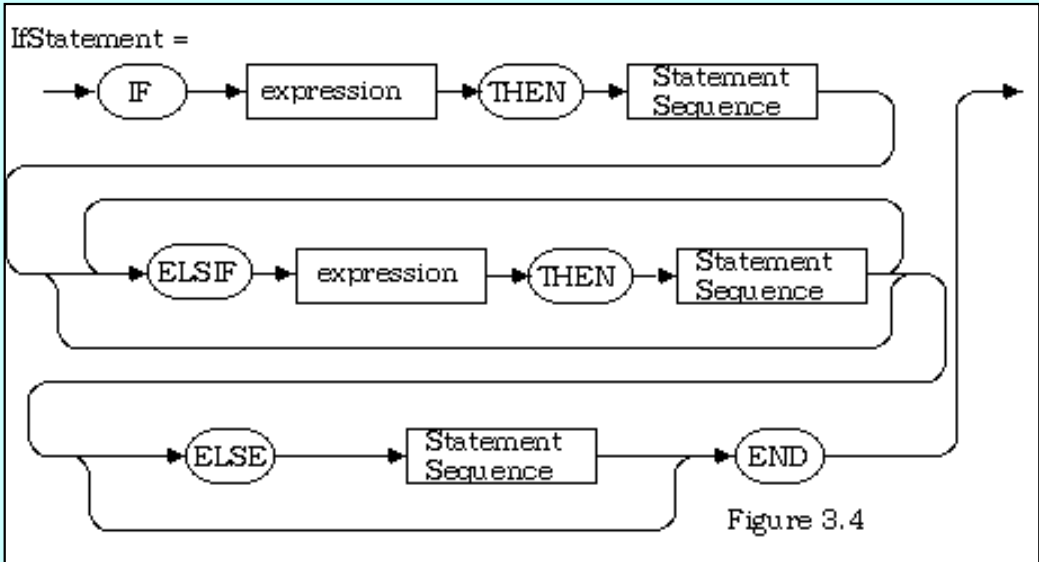 IfStatement =
IF
expression
THEN
Statement
Sequence
ELSIF
expression
THEN
Statement
Sequence
ELSE
Statement
Sequence
END
Figure 3.4